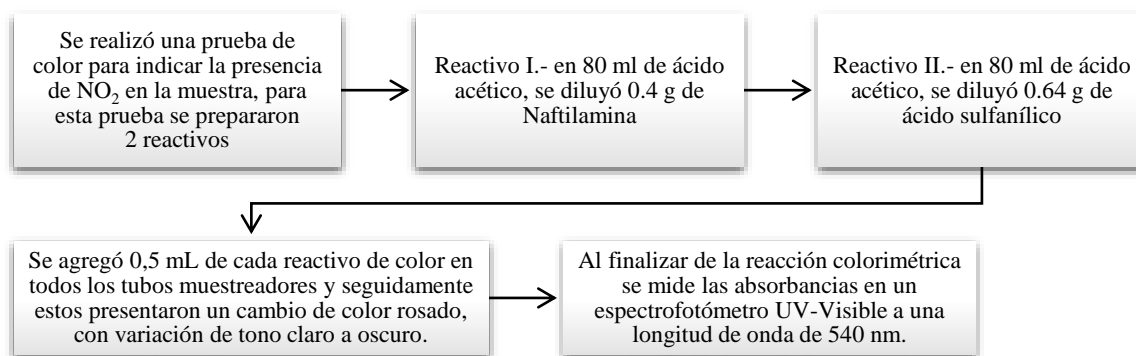 Se realizó una prueba de
color para indicar la presencia
de NO₂ en la muestra, para
esta prueba se prepararon
2 reactivos
Reactivo I.- en 80 ml de ácido
acético, se diluyó 0.4 g de
Naftilamina
Reactivo II.- en 80 ml de ácido
acético, se diluyó 0.64 g de
ácido sulfanílico
Se agregó 0,5 mL de cada reactivo de color en
todos los tubos muestreadores y seguidamente
estos presentaron un cambio de color rosado,
con variación de tono claro a oscuro.
Al finalizar de la reacción colorimétrica
se mide las absorbancias en un
espectrofotómetro UV-Visible a una
longitud de onda de 540 nm.